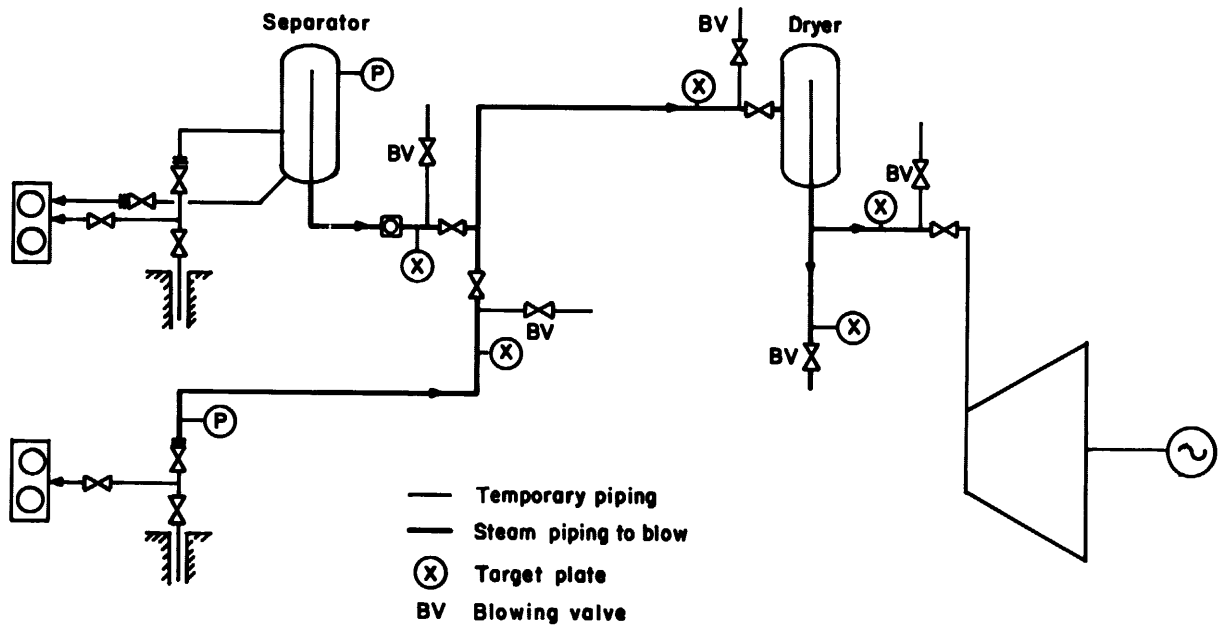 Separator
BV
Dryer
P
X
BV
BV
X
X
BV
X
X
BV
P
~
Temporary piping
Steam piping to blow
X Target plate
BV Blowing valve